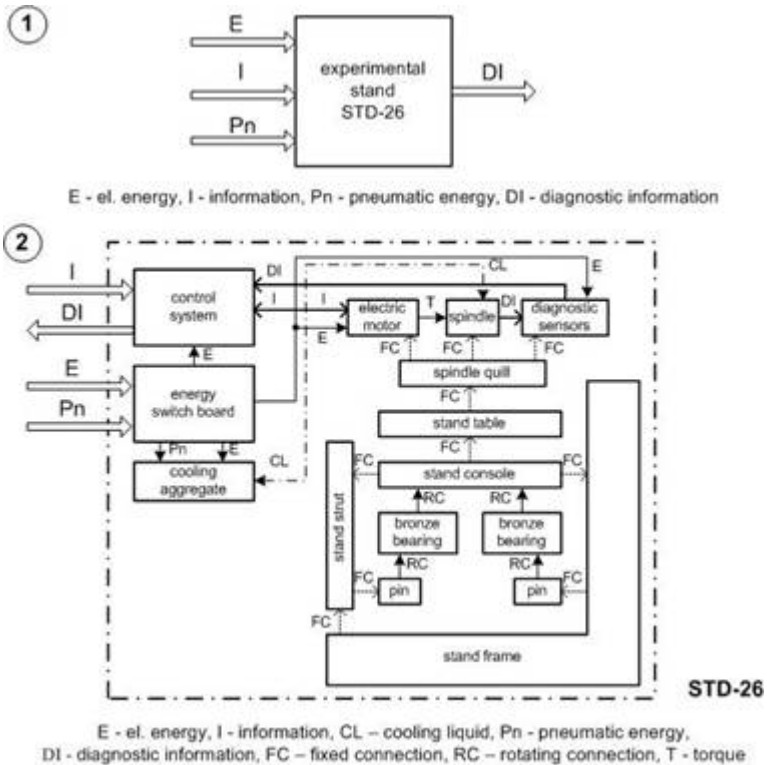 1
E
I
Pn
experimental
stand
STD-26
DI
E - el. energy, I - information, Pn - pneumatic energy, DI - diagnostic information
2
I
DI
E
Pn
control
system
E
energy
switch board
Pn
E
cooling
aggregate
CL
DI
I
I
E
CL
E
electric
motor
T
spindle
DI
diagnostic
sensors
FC
FC
FC
spindle quill
FC
stand table
FC
FC
stand console
FC
RC
RC
stand strut
bronze
bearing
bronze
bearing
RC
RC
FC
pin
pin
FC
FC
stand frame
STD-26
E - el. energy, I - information, CL – cooling liquid, Pn - pneumatic energy,
DI - diagnostic information, FC – fixed connection, RC – rotating connection, T - torque